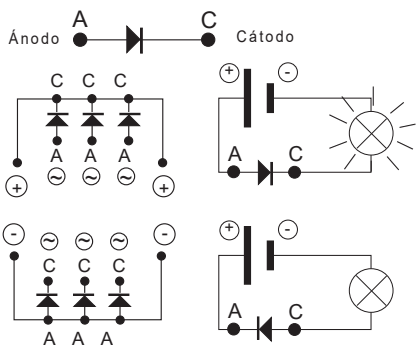 A C
Ánodo Cátodo
C C C
A A A
~ ~ ~
+ +
+ -
A C
- ~ ~ ~ -
C C C
A A A
+ -
A C